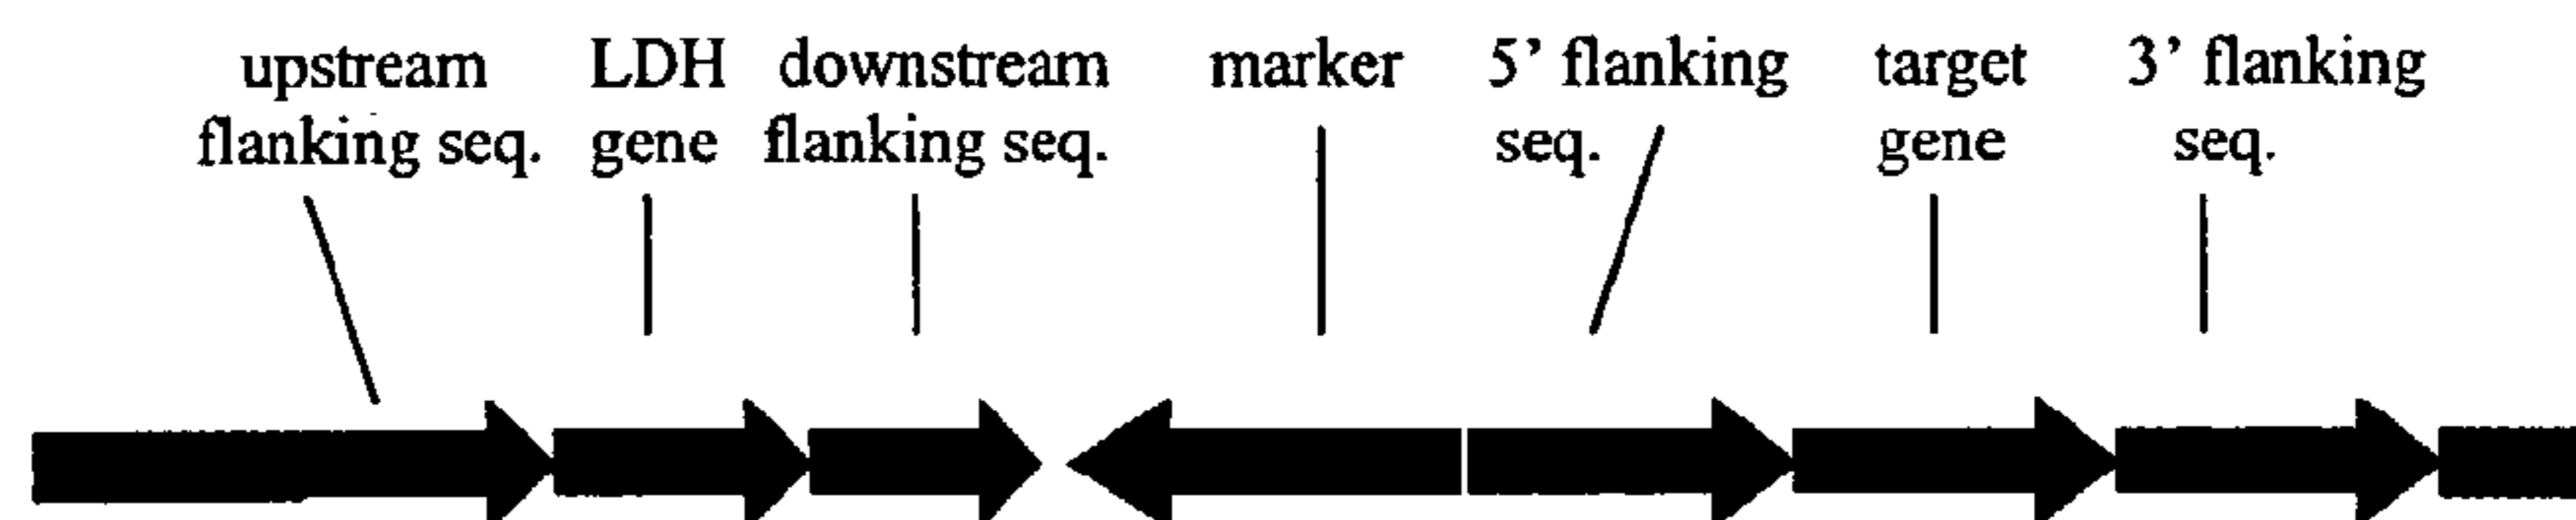 upstream
flanking seq.
LDH
gene
downstream
flanking seq.
marker
5' flanking
seq.
target
gene
3' flanking
seq.